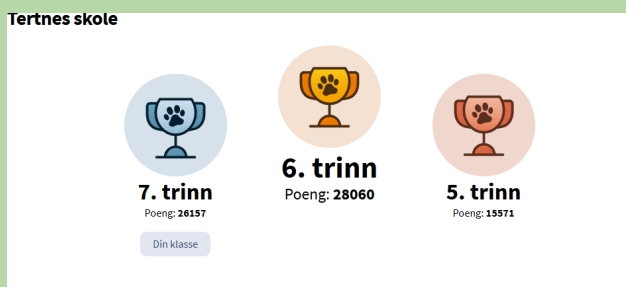 Tertnes skole
6. trinn
Poeng: 28060
7. trinn
Poeng: 26157
Din klasse
5. trinn
Poeng: 15571